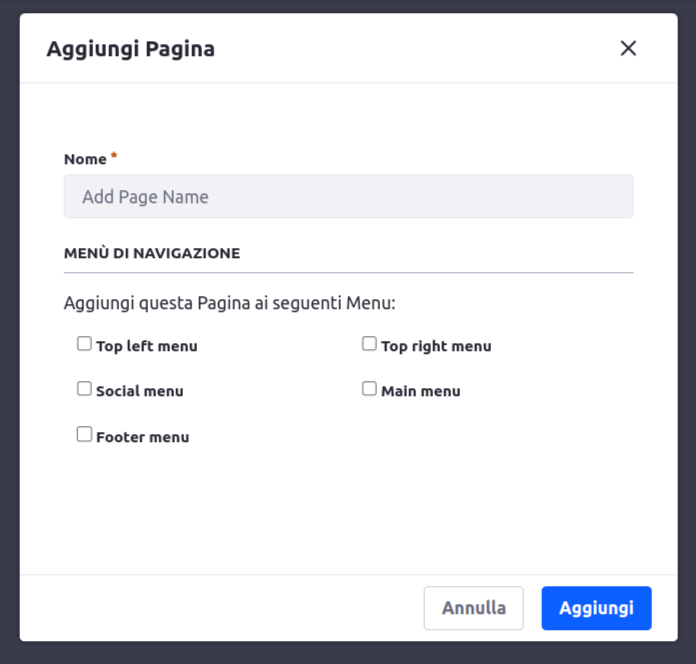 Aggiungi Pagina
Nome *
Add Page Name
MENÙ DI NAVIGAZIONE
Aggiungi questa Pagina ai seguenti Menu:
Top left menu
Top right menu
Social menu
Main menu
Footer menu
Annulla
Aggiungi